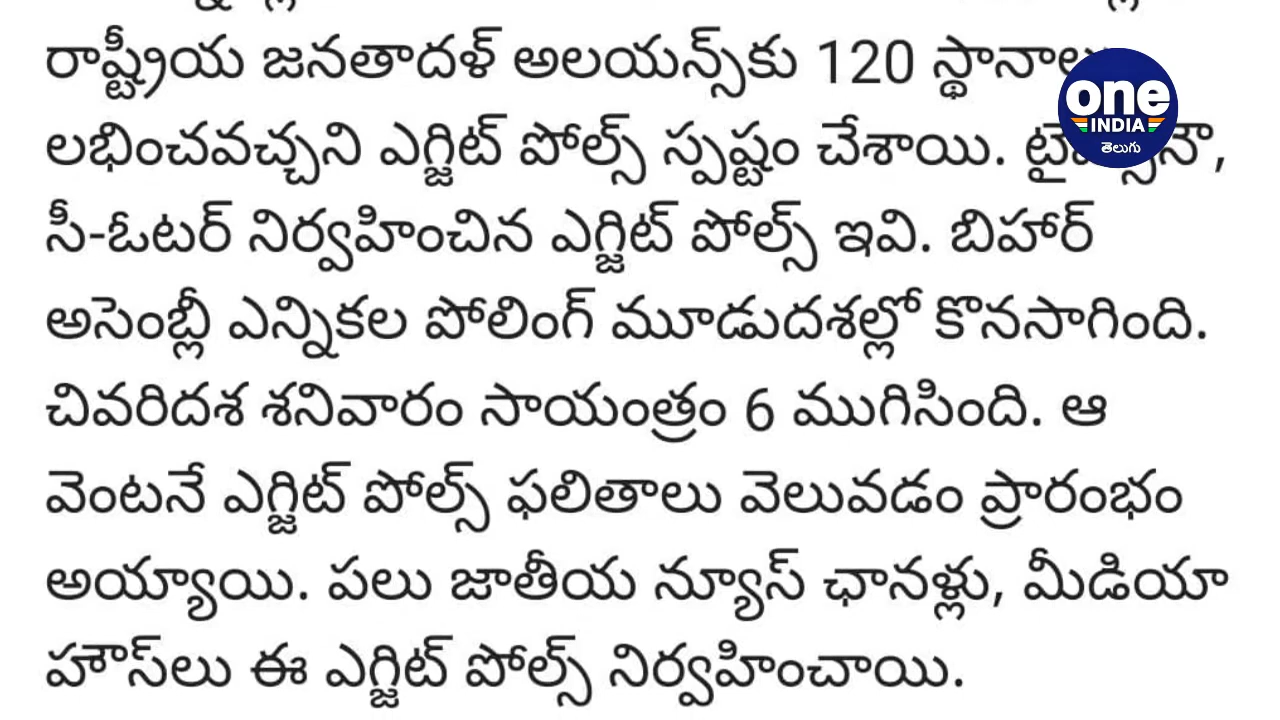 రాష్ట్రీయ జనతాదళ్ అలయన్స్‌కు 120
లభించవచ్చని ఎగ్జిట్ పోల్స్ స్పష్టం చేశాయి.
సీ-ఓటర్ నిర్వహించిన ఎగ్జిట్ పోల్స్ ఇవి. బిహార్
అసెంబ్లీ ఎన్నికల పోలింగ్ మూడుదశల్లో కొనసాగింది.
చివరిదశ శనివారం సాయంత్రం 6 ముగిసింది. ఆ
వెంటనే ఎగ్జిట్ పోల్స్ ఫలితాలు వెలువడం ప్రారంభం
అయ్యాయి. పలు జాతీయ న్యూస్ ఛానళ్లు, మీడియా
హౌస్‌లు ఈ ఎగ్జిట్ పోల్స్ నిర్వహించాయి.
one
INDIA
తెలుగు